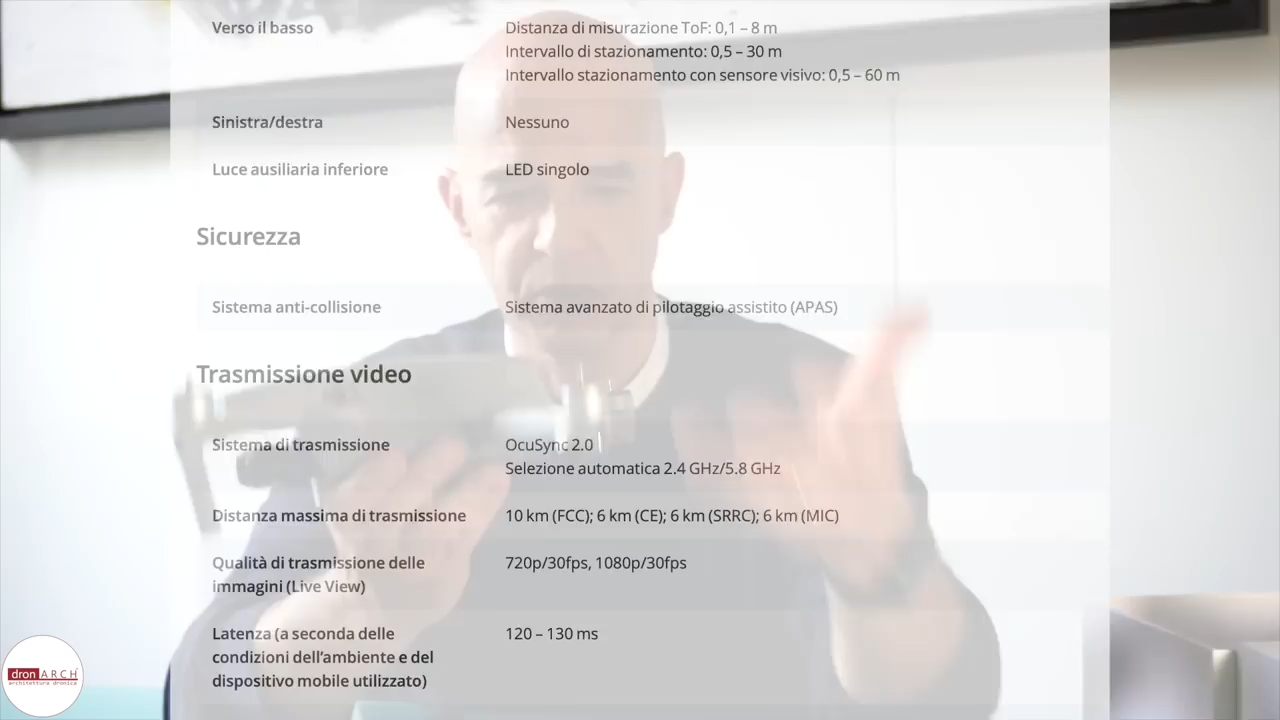 Verso il basso
Distanza di misurazione ToF: 0,1 – 8 m
Intervallo di stazionamento: 0,5 – 30 m
Intervallo stazionamento con sensore visivo: 0,5 – 60 m
Sinistra/destra
Nessuno
Luce ausiliaria inferiore
LED singolo
Sicurezza
Sistema anti-collisione
Sistema avanzato di pilotaggio assistito (APAS)
Trasmissione video
Sistema di trasmissione
OcuSync 2.0
Selezione automatica 2.4 GHz/5.8 GHz
Distanza massima di trasmissione
10 km (FCC); 6 km (CE); 6 km (SRRC); 6 km (MIC)
Qualità di trasmissione delle
immagini (Live View)
720p/30fps, 1080p/30fps
Latenza (a seconda delle
condizioni dell’ambiente e del
dispositivo mobile utilizzato)
120 – 130 ms
dronARCH
architettura dronica